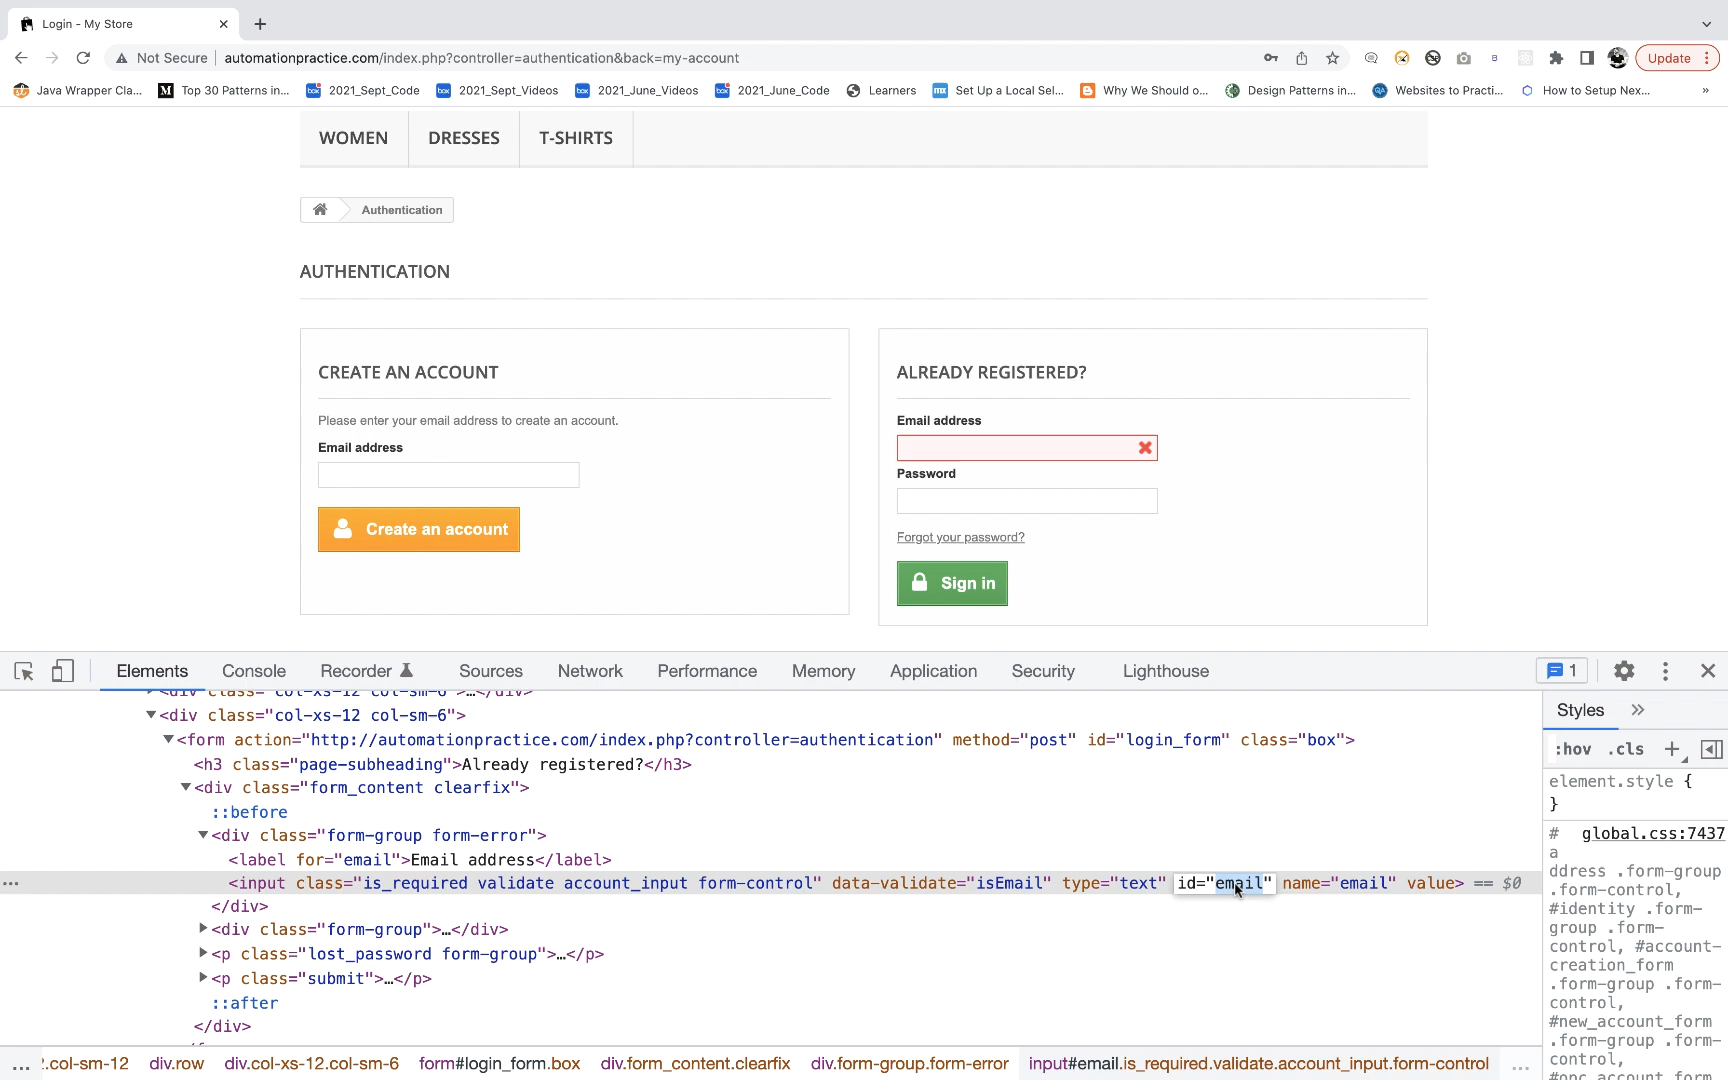 Login - My Store
Not Secure automationpractice.com/index.php?controller=authentication&back=my-account
Update
Java Wrapper Cla... Top 30 Patterns in... 2021_Sept_Code 2021_Sept_Videos 2021_June_Videos 2021_June_Code Learners Set Up a Local Sel... Why We Should o... Design Patterns in... Websites to Practi... How to Setup Nex... »
WOMEN DRESSES T-SHIRTS
Authentication
AUTHENTICATION
CREATE AN ACCOUNT
Please enter your email address to create an account.
Email address
Create an account
ALREADY REGISTERED?
Email address
Password
Forgot your password?
Sign in
Elements Console Recorder Sources Network Performance Memory Application Security Lighthouse 1
<div class="col-xs-12 col-sm-6">…</div>
<div class="col-xs-12 col-sm-6">
<form action="http://automationpractice.com/index.php?controller=authentication" method="post" id="login_form" class="box">
<h3 class="page-subheading">Already registered?</h3>
<div class="form_content clearfix">
::before
<div class="form-group form-error">
<label for="email">Email address</label>
<input class="is_required validate account_input form-control" data-validate="isEmail" type="text" id="email" name="email" value> == $0
</div>
<div class="form-group">…</div>
<p class="lost_password form-group">…</p>
<p class="submit">…</p>
::after
</div>
... !.col-sm-12 div.row div.col-xs-12.col-sm-6 form#login_form.box div.form_content.clearfix div.form-group.form-error input#email.is_required.validate.account_input.form-control ...
Styles »
:hov .cls +
element.style {
}
# global.css:7437
a
ddress .form-group
.form-control,
#identity .form-
group .form-
control, #account-
creation_form
.form-group .form-
control,
#new_account_form
.form-group .form-
control,
#opc_account_form